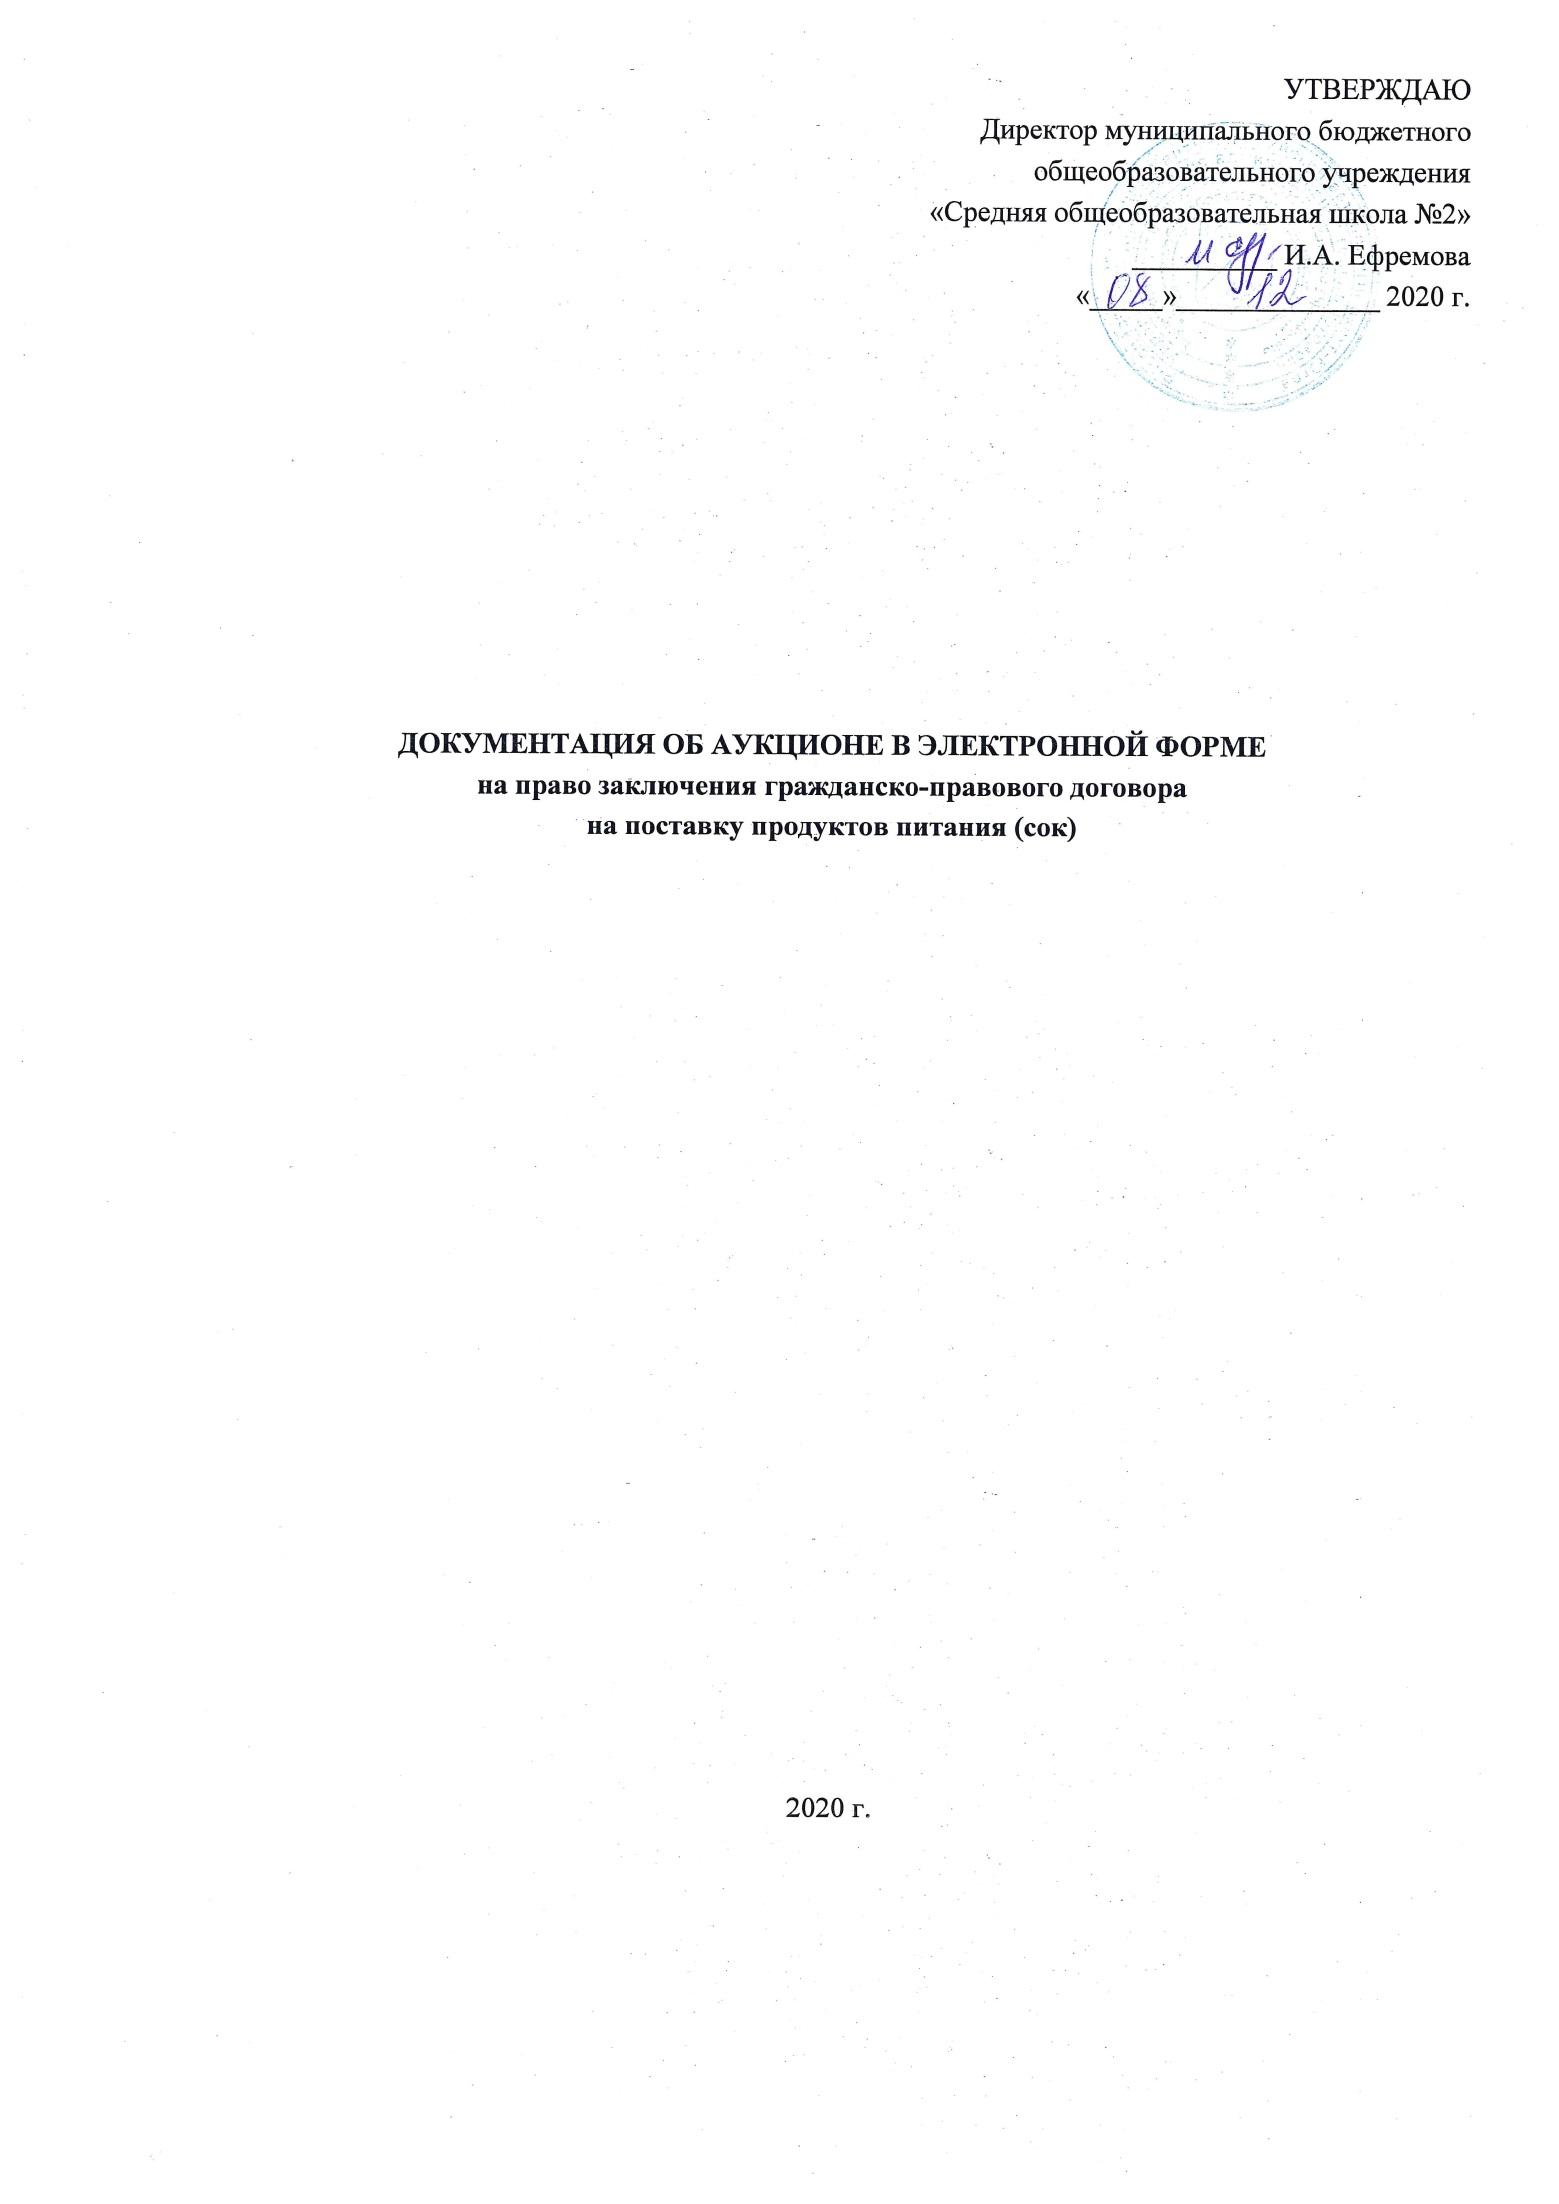 УТВЕРЖДАЮ
Директор муниципального бюджетного
общеобразовательного учреждения
«Средняя общеобразовательная школа №2»
И.А. Ефремова
«08» 12 2020 г.
ДОКУМЕНТАЦИЯ ОБ АУКЦИОНЕ В ЭЛЕКТРОННОЙ ФОРМЕ
на право заключения гражданско-правового договора
на поставку продуктов питания (сок)
2020 г.